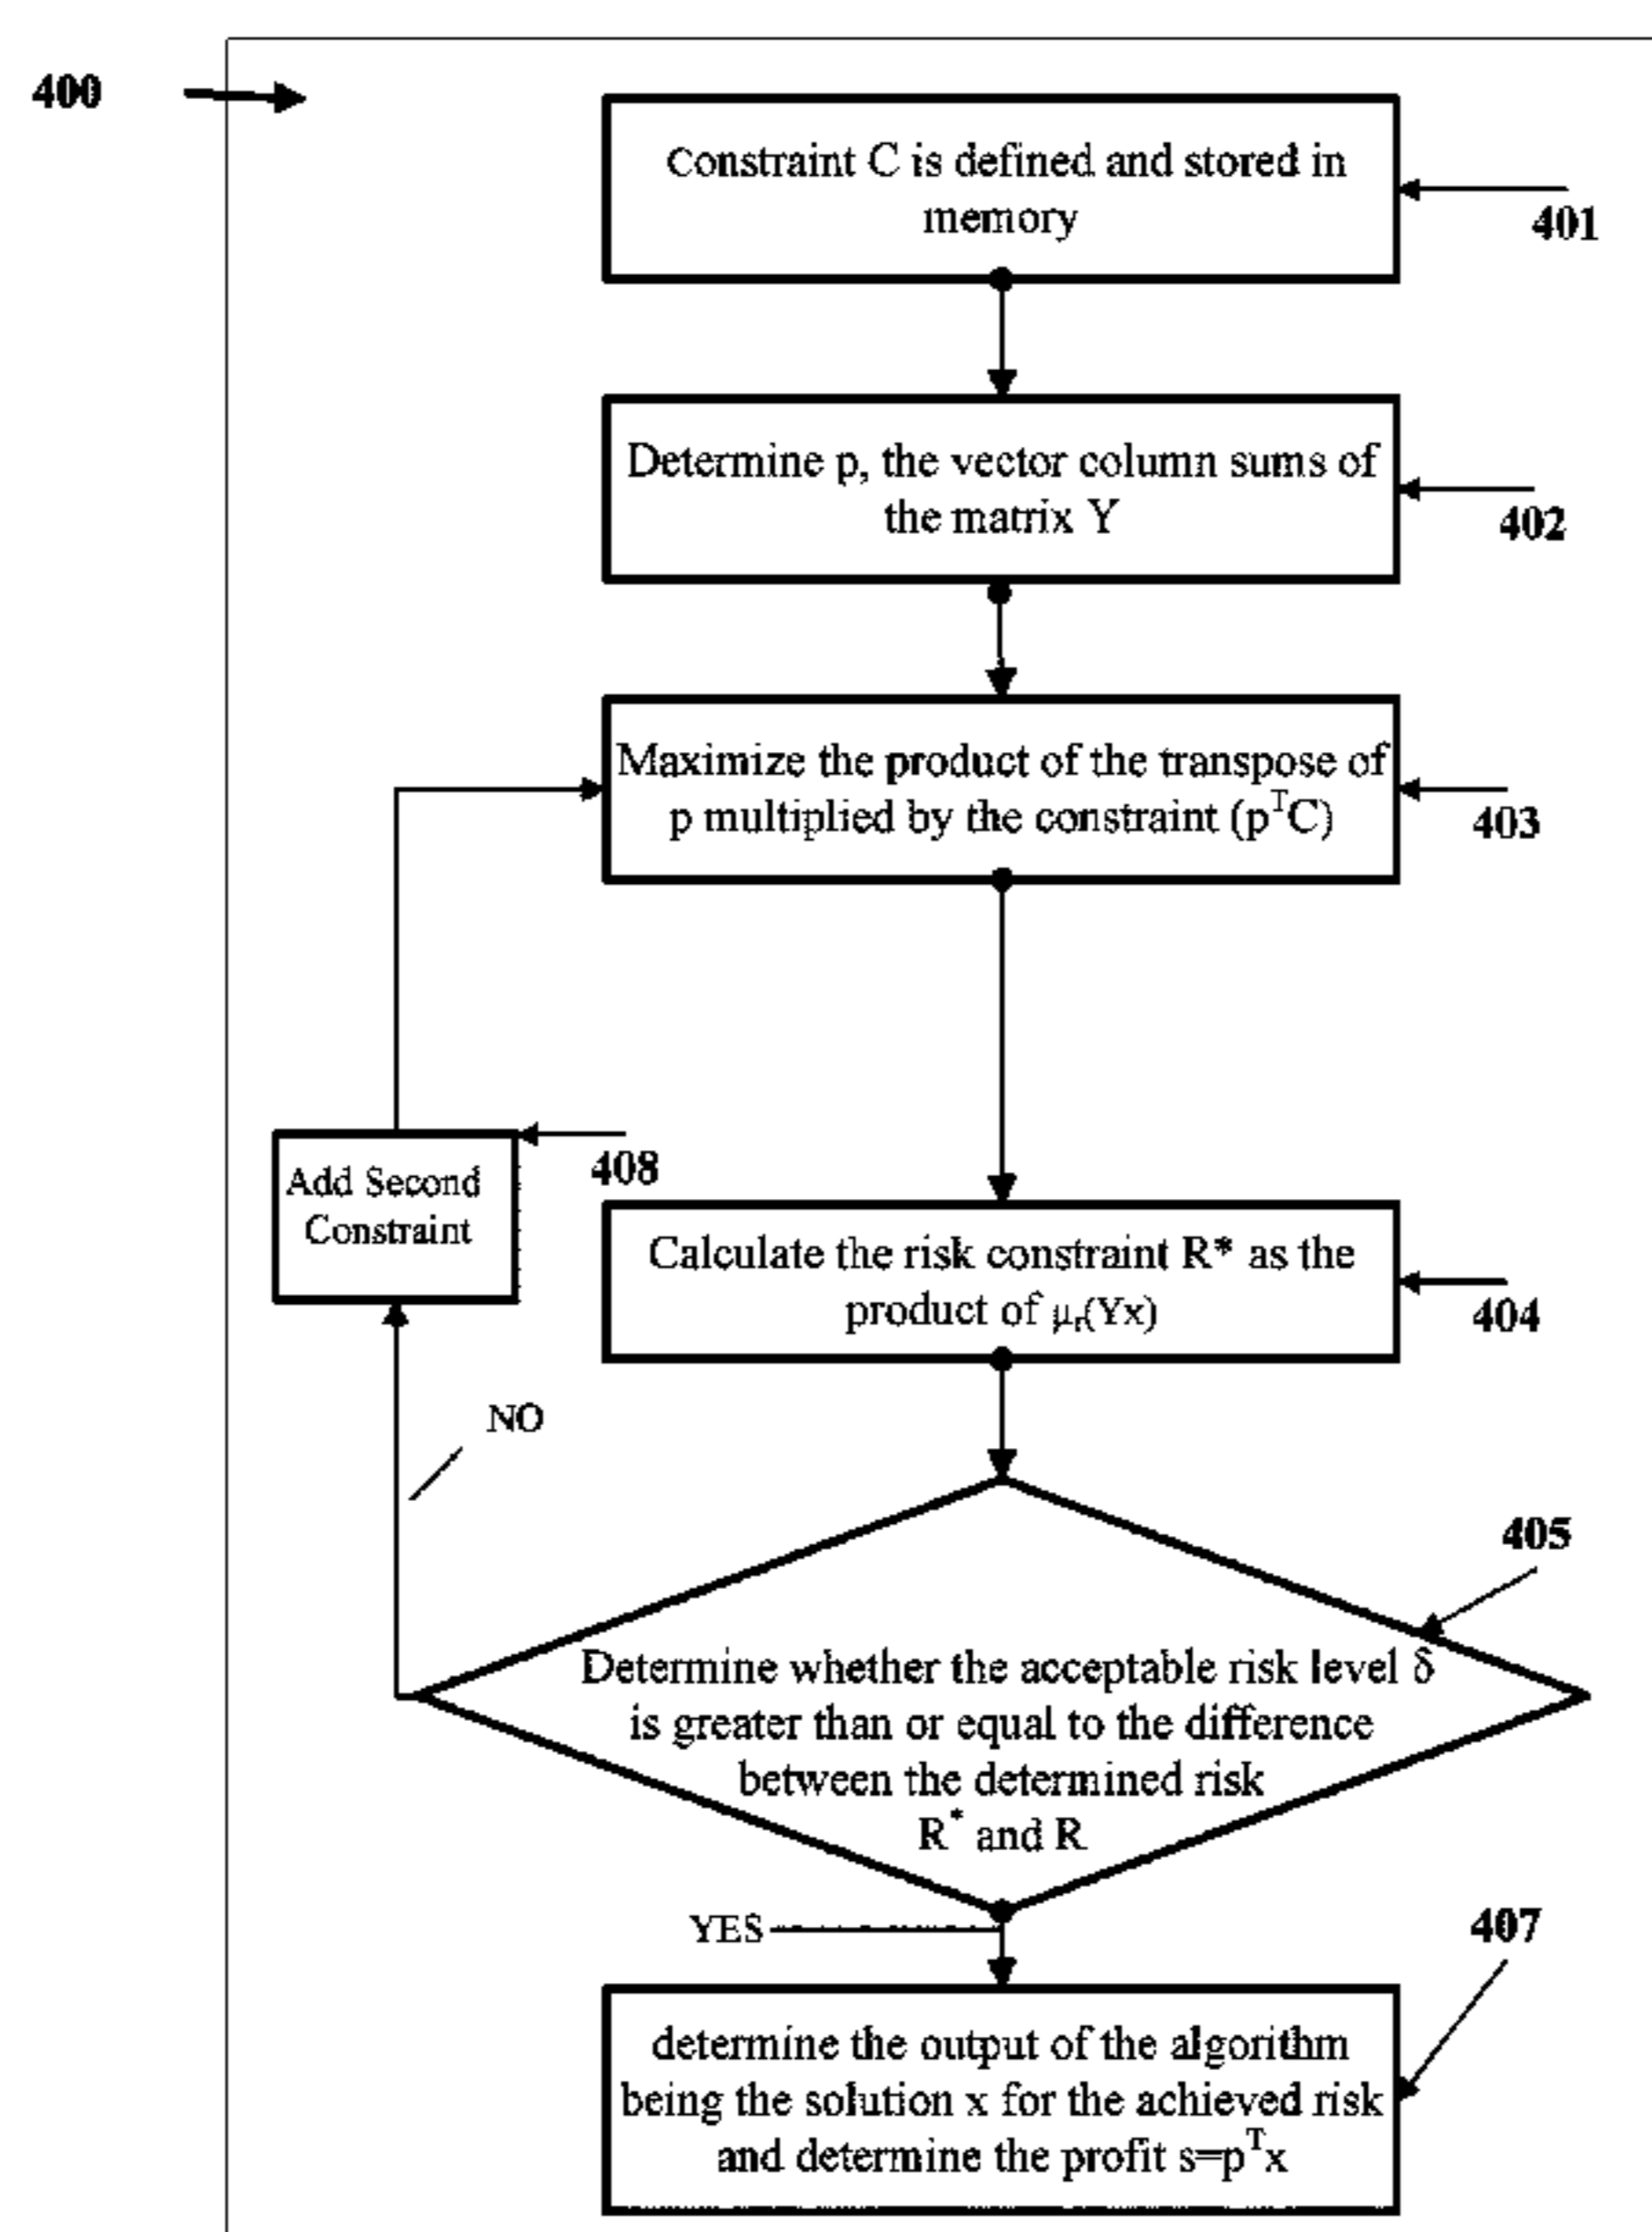 400
Constraint C is defined and stored in
memory
401
Determine p, the vector column sums of
the matrix Y
402
Maximize the product of the transpose of
p multiplied by the constraint (pᵀC)
403
Add Second
Constraint
408
Calculate the risk constraint R* as the
product of μᵣ(Yx)
404
NO
405
Determine whether the acceptable risk level δ
is greater than or equal to the difference
between the determined risk
R* and R
YES
407
determine the output of the algorithm
being the solution x for the achieved risk
and determine the profit s=pᵀx